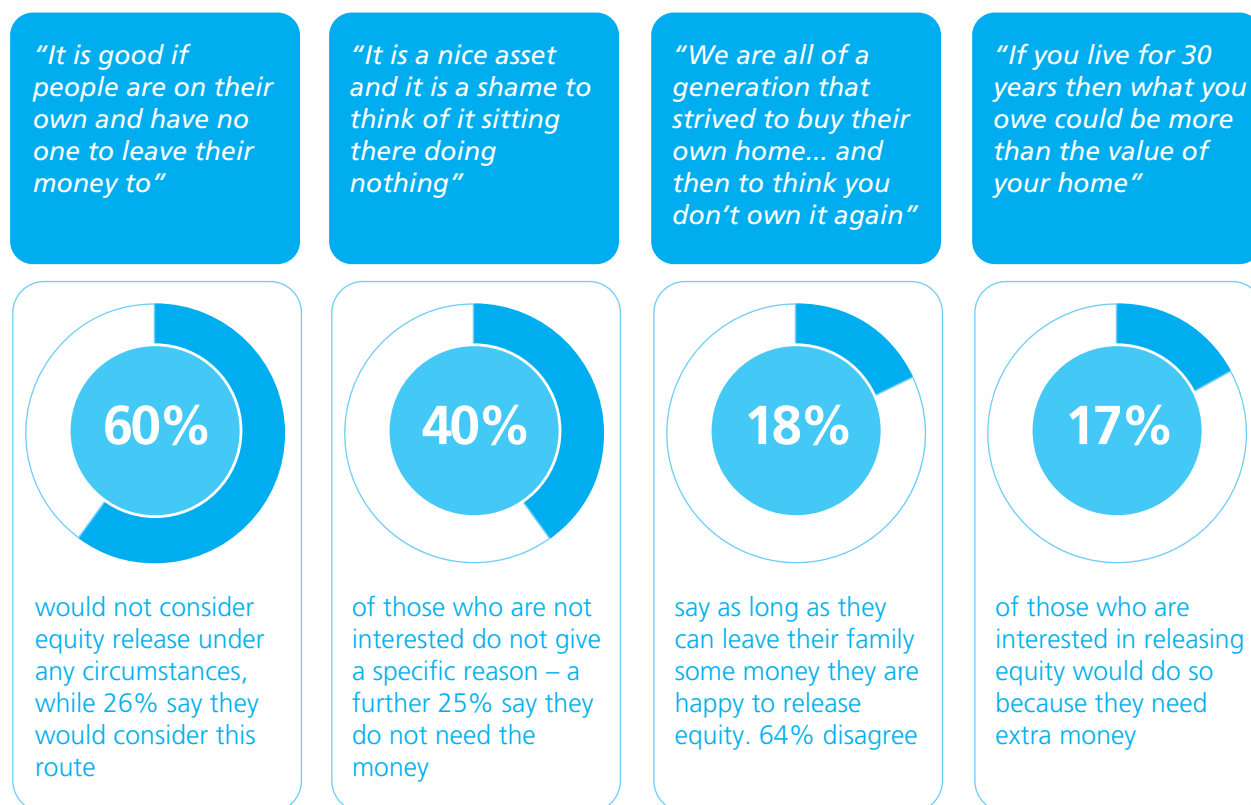 “It is good if
people are on their
own and have no
one to leave their
money to”
“It is a nice asset
and it is a shame to
think of it sitting
there doing
nothing”
“We are all of a
generation that
strived to buy their
own home... and
then to think you
don’t own it again”
“If you live for 30
years then what you
owe could be more
than the value of
your home”
60%
would not consider
equity release under
any circumstances,
while 26% say they
would consider this
route
40%
of those who are not
interested do not give
a specific reason – a
further 25% say they
do not need the
money
18%
say as long as they
can leave their family
some money they are
happy to release
equity. 64% disagree
17%
of those who are
interested in releasing
equity would do so
because they need
extra money